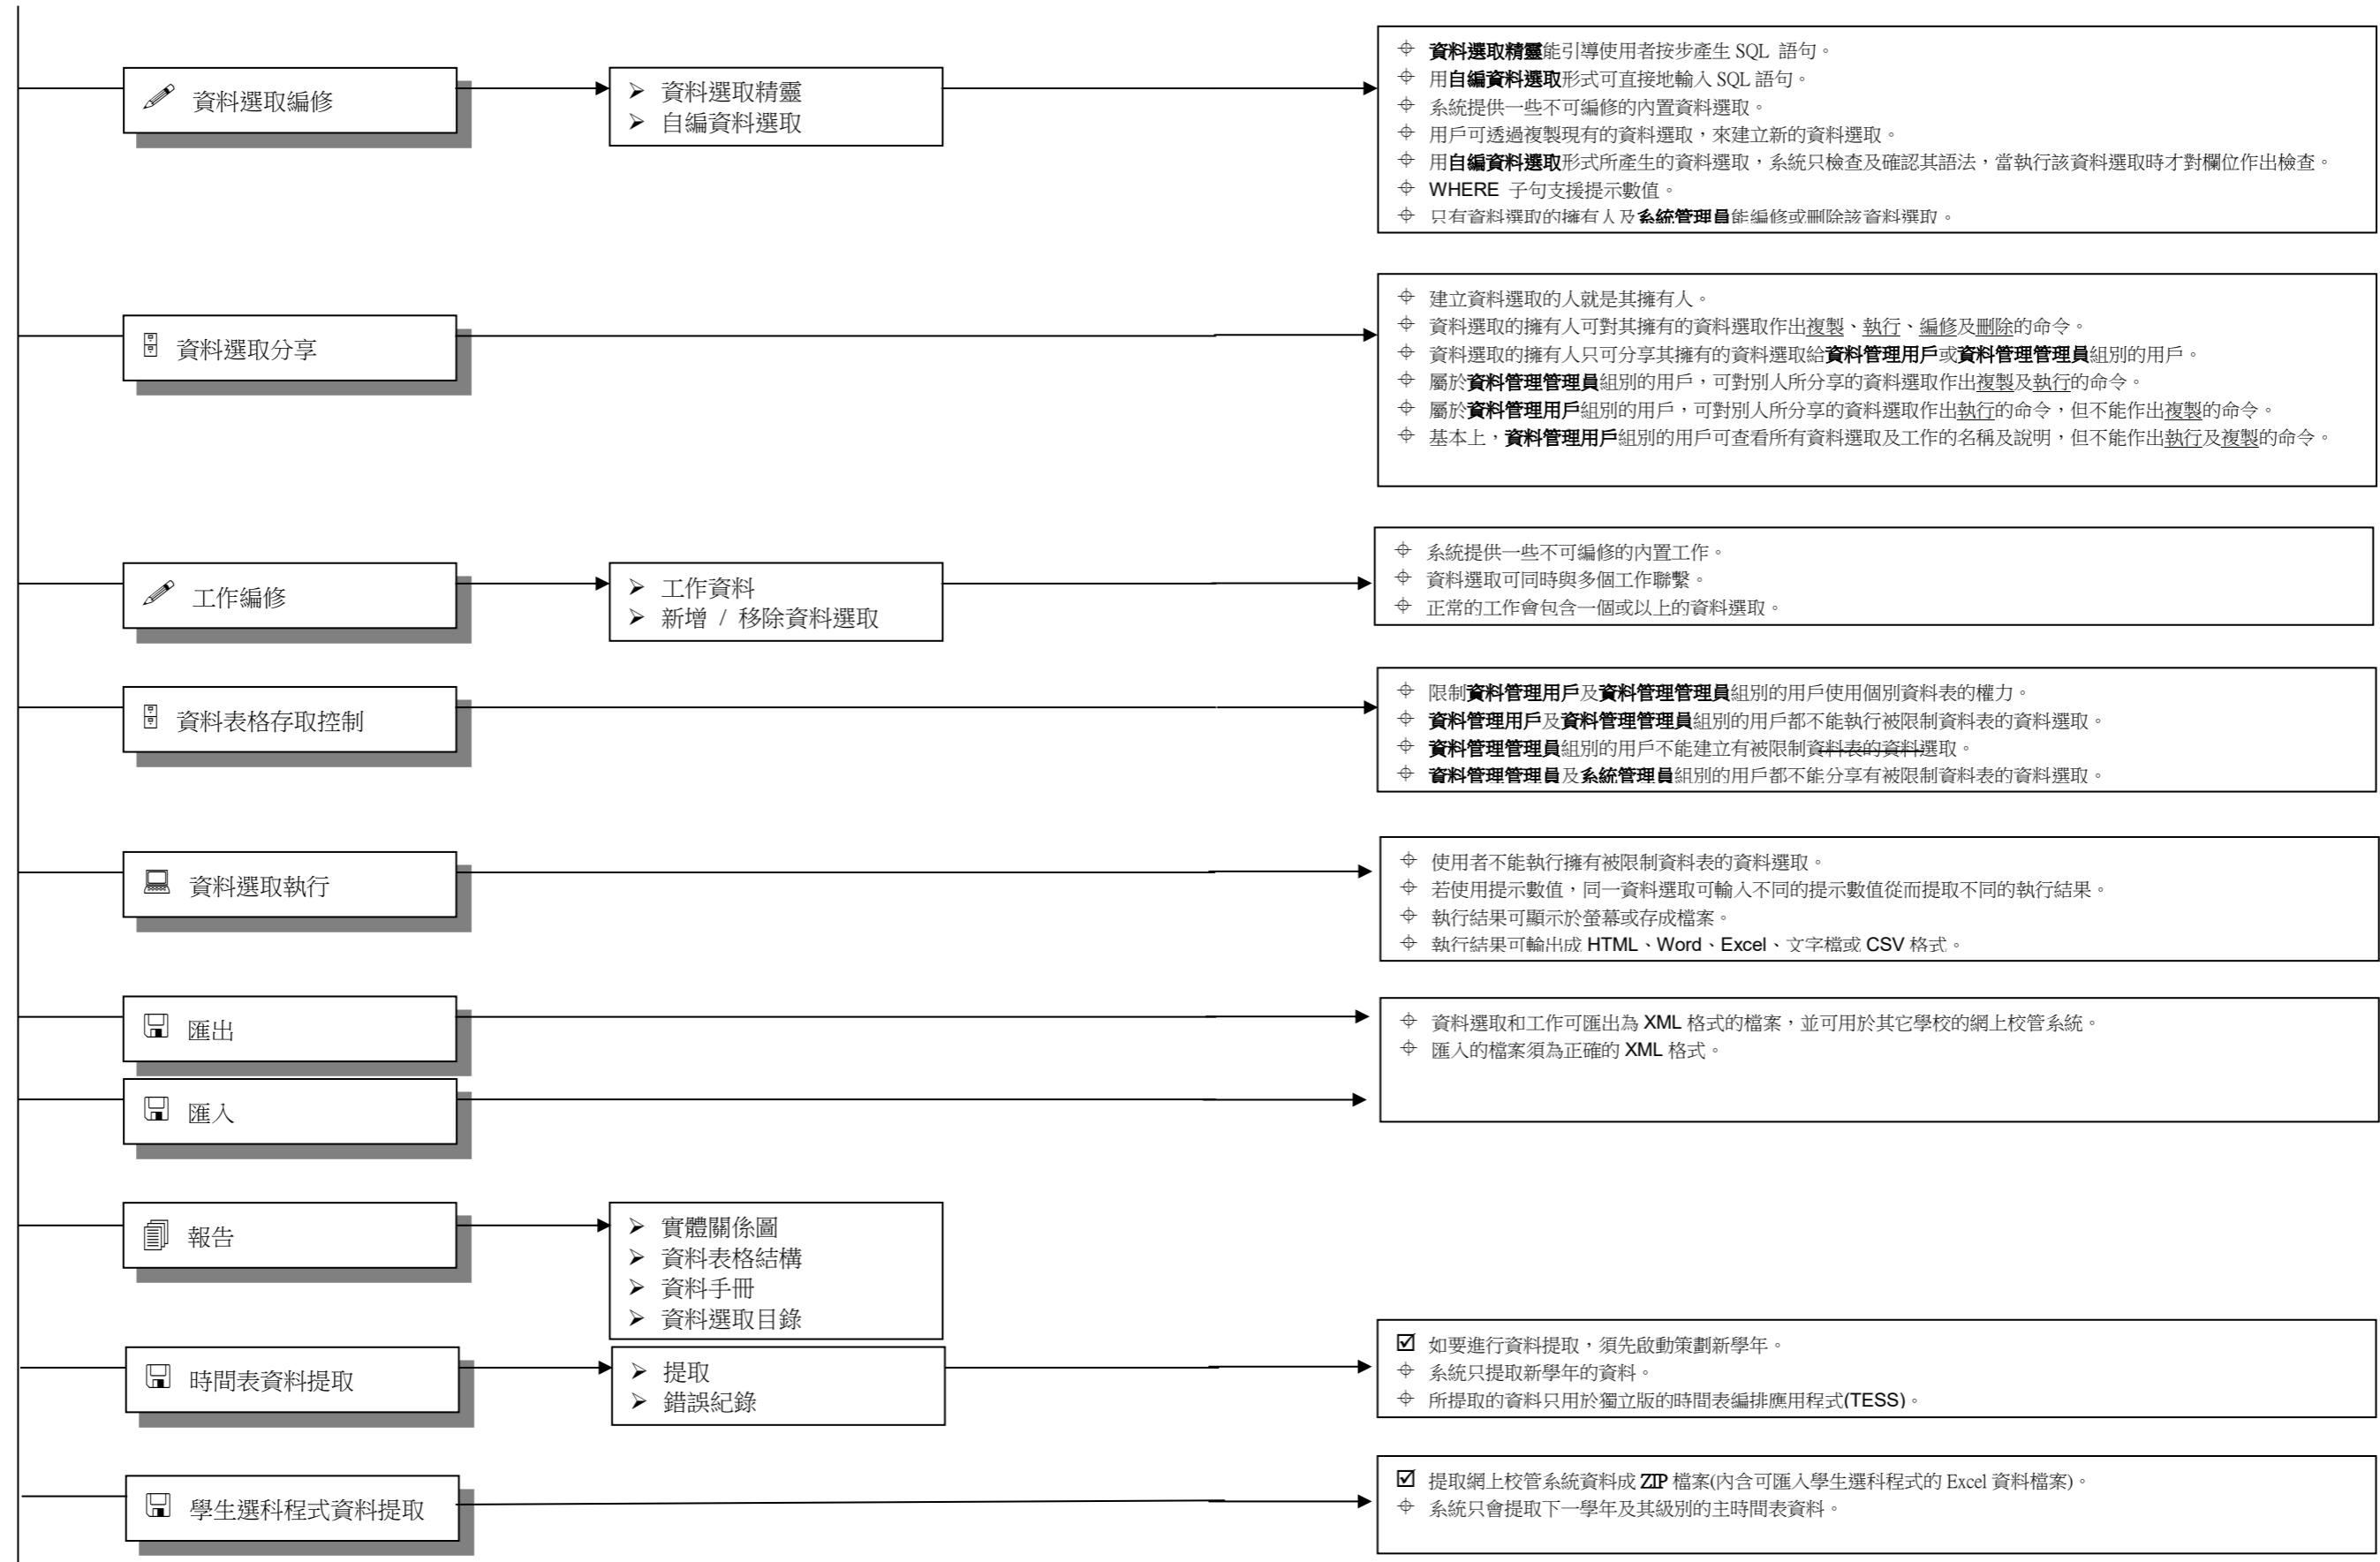 資料選取編修
資料選取精靈
自編資料選取
資料選取精靈能引導使用者按步產生 SQL 語句。
用自編資料選取形式可直接地輸入 SQL 語句。
系統提供一些不可編修的內置資料選取。
用戶可透過複製現有的資料選取，來建立新的資料選取。
用自編資料選取形式所產生的資料選取，系統只檢查及確認其語法，當執行該資料選取時才對欄位作出檢查。
WHERE 子句支援提示數值。
只有資料選取的擁有人及系統管理員能編修或刪除該資料選取。
資料選取分享
建立資料選取的人就是其擁有人。
資料選取的擁有人可對其擁有的資料選取作出複製、執行、編修及刪除的命令。
資料選取的擁有人只可分享其擁有的資料選取給資料管理用戶或資料管理管理員組別的用戶。
屬於資料管理管理員組別的用戶，可對別人所分享的資料選取作出複製及執行的命令。
屬於資料管理用戶組別的用戶，可對別人所分享的資料選取作出執行的命令，但不能作出複製的命令。
基本上，資料管理用戶組別的用戶可查看所有資料選取及工作的名稱及說明，但不能作出執行及複製的命令。
工作編修
工作資料
新增 / 移除資料選取
系統提供一些不可編修的內置工作。
資料選取可同時與多個工作聯繫。
正常的工作會包含一個或以上的資料選取。
資料表格存取控制
限制資料管理用戶及資料管理管理員組別的用戶使用個別資料表的權力。
資料管理用戶及資料管理管理員組別的用戶都不能執行被限制資料表的資料選取。
資料管理管理員組別的用戶不能建立有被限制資料表的資料選取。
資料管理管理員及系統管理員組別的用戶都不能分享有被限制資料表的資料選取。
資料選取執行
使用者不能執行擁有被限制資料表的資料選取。
若使用提示數值，同一資料選取可輸入不同的提示數值從而提取不同的執行結果。
執行結果可顯示於螢幕或存成檔案。
執行結果可輸出成 HTML、Word、Excel、文字檔或 CSV 格式。
匯出
資料選取和工作可匯出為 XML 格式的檔案，並可用於其它學校的網上校管系統。
匯入的檔案須為正確的 XML 格式。
匯入
報告
實體關係圖
資料表格結構
資料手冊
資料選取目錄
時間表資料提取
提取
錯誤紀錄
如要進行資料提取，須先啟動策劃新學年。
系統只提取新學年的資料。
所提取的資料只用於獨立版的時間表編排應用程式(TESS)。
學生選科程式資料提取
提取網上校管系統資料成 ZIP 檔案(內含可匯入學生選科程式的 Excel 資料檔案)。
系統只會提取下一學年及其級別的主時間表資料。